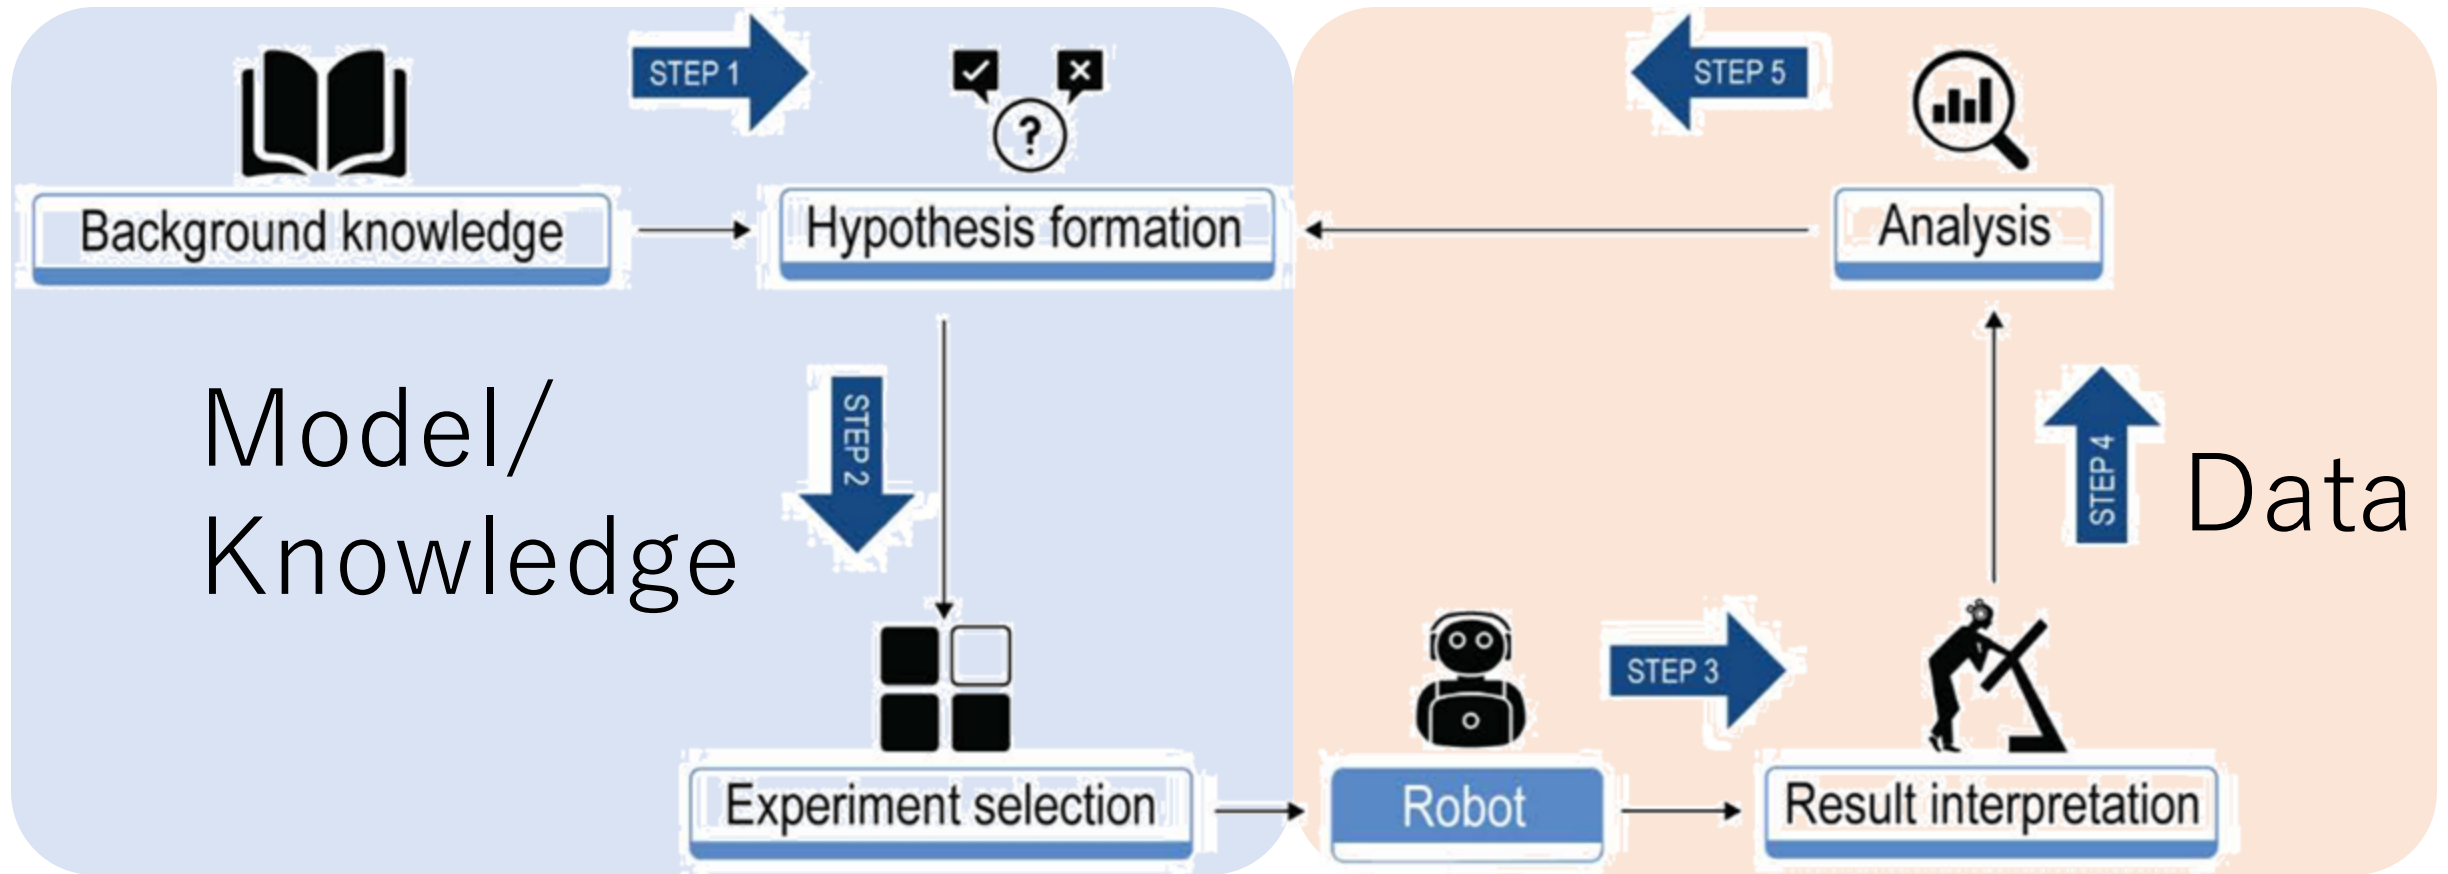 STEP 1
STEP 5
Background knowledge
Hypothesis formation
Analysis
Model/
Knowledge
STEP 2
STEP 4
Data
STEP 3
Experiment selection
Robot
Result interpretation